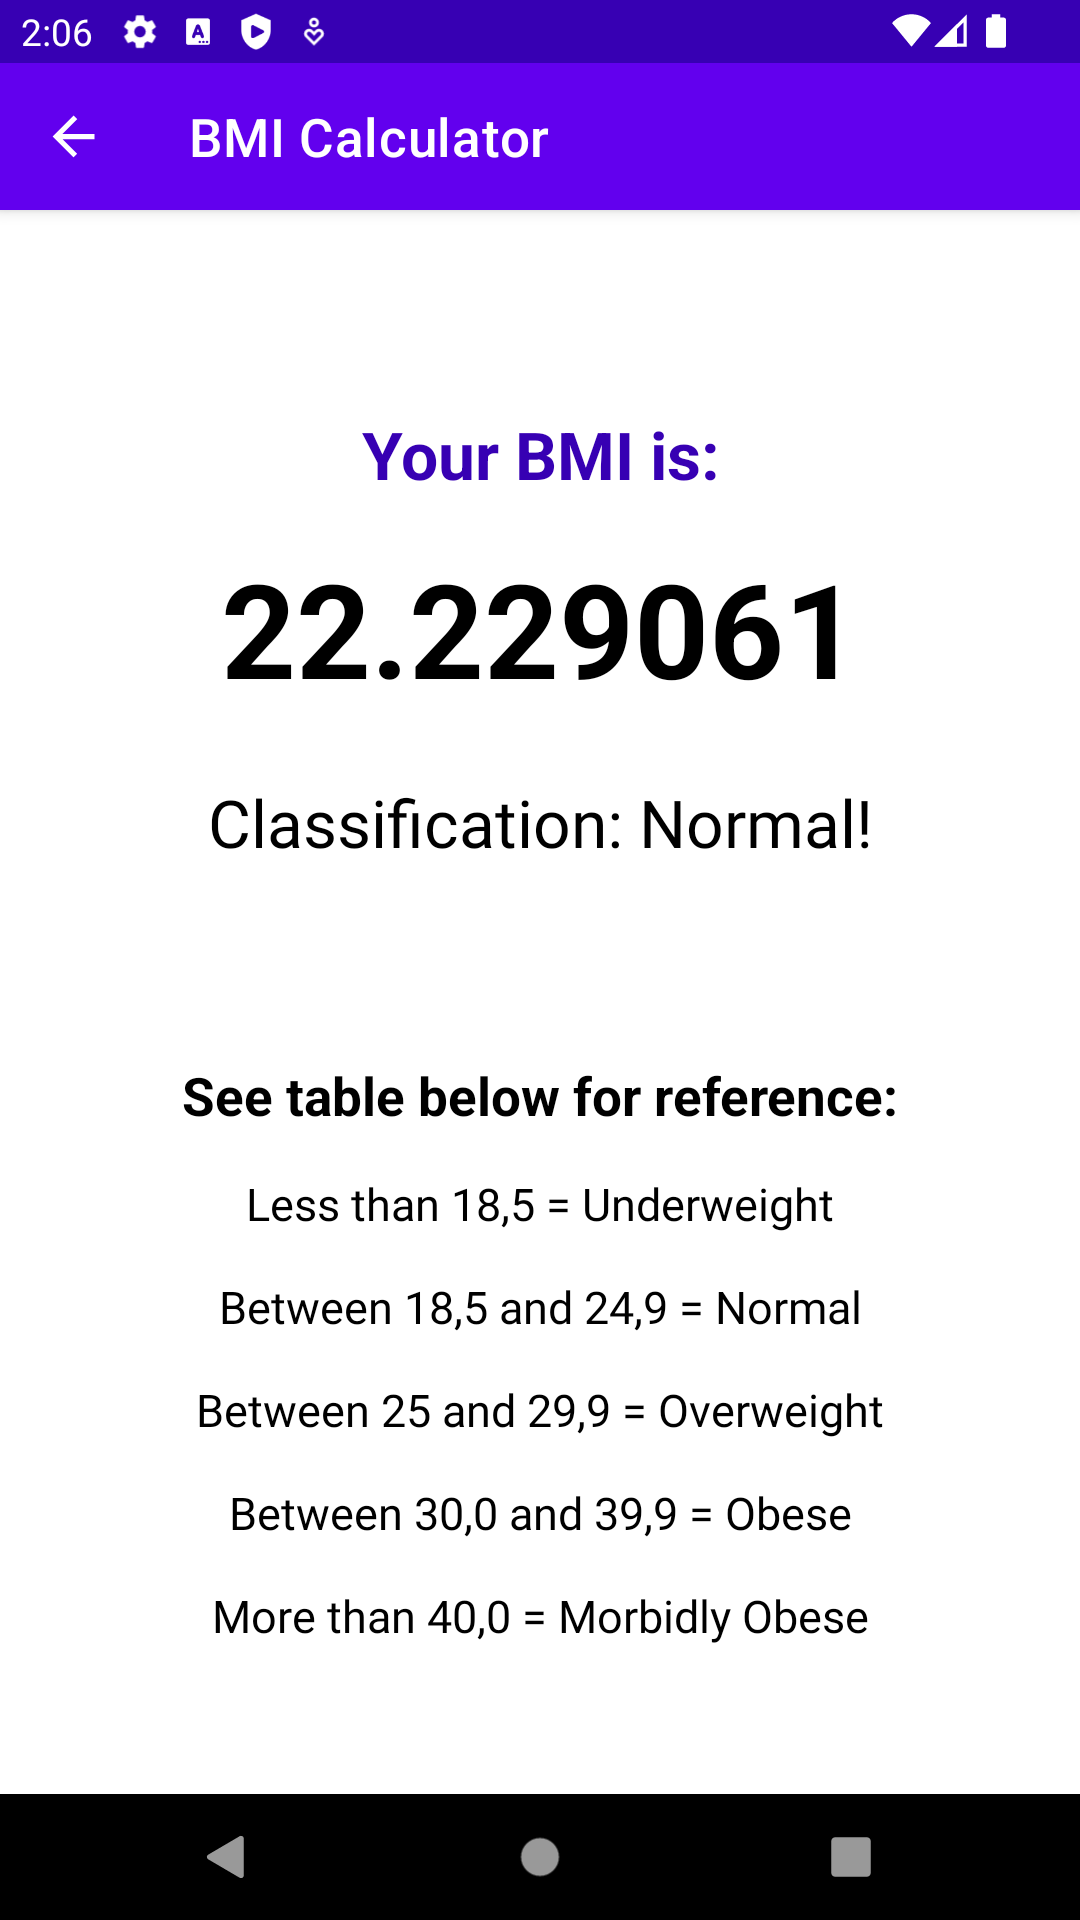 2:06
BMI Calculator
Your BMI is:
22.229061
Classification: Normal!
See table below for reference:
Less than 18,5 = Underweight
Between 18,5 and 24,9 = Normal
Between 25 and 29,9 = Overweight
Between 30,0 and 39,9 = Obese
More than 40,0 = Morbidly Obese